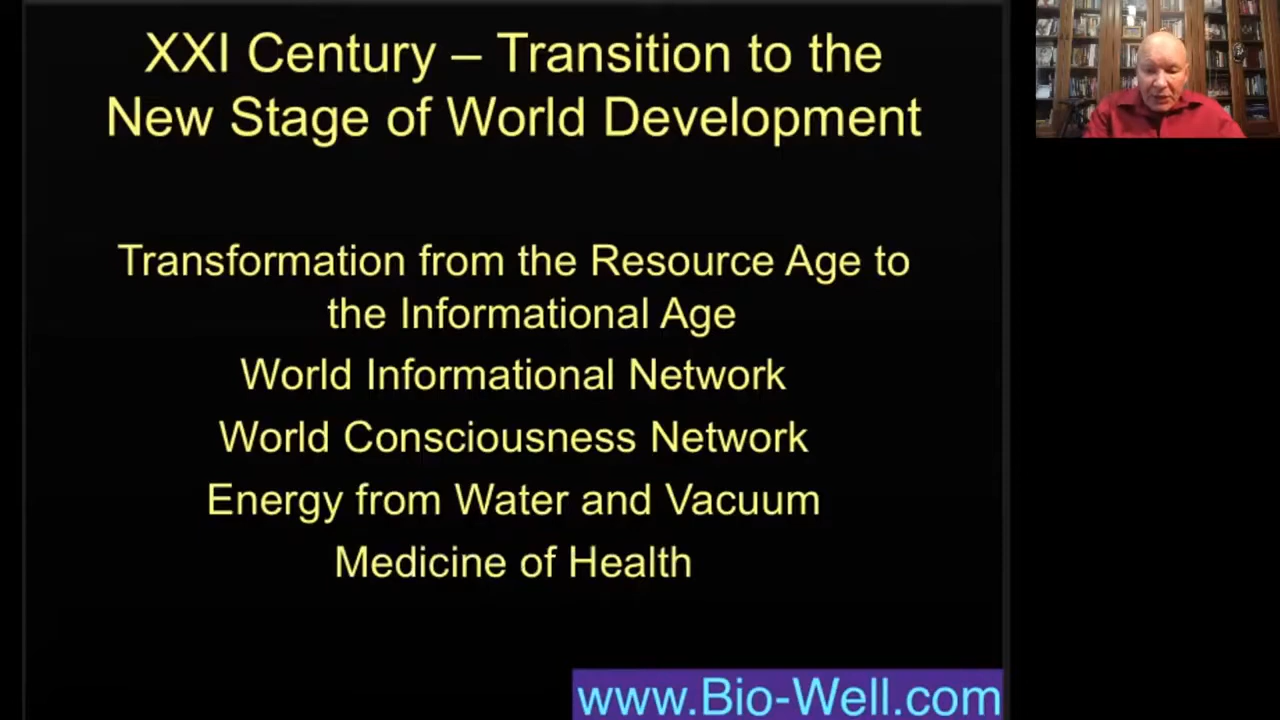 XXI Century – Transition to the
New Stage of World Development
Transformation from the Resource Age to
the Informational Age
World Informational Network
World Consciousness Network
Energy from Water and Vacuum
Medicine of Health
www.Bio-Well.com